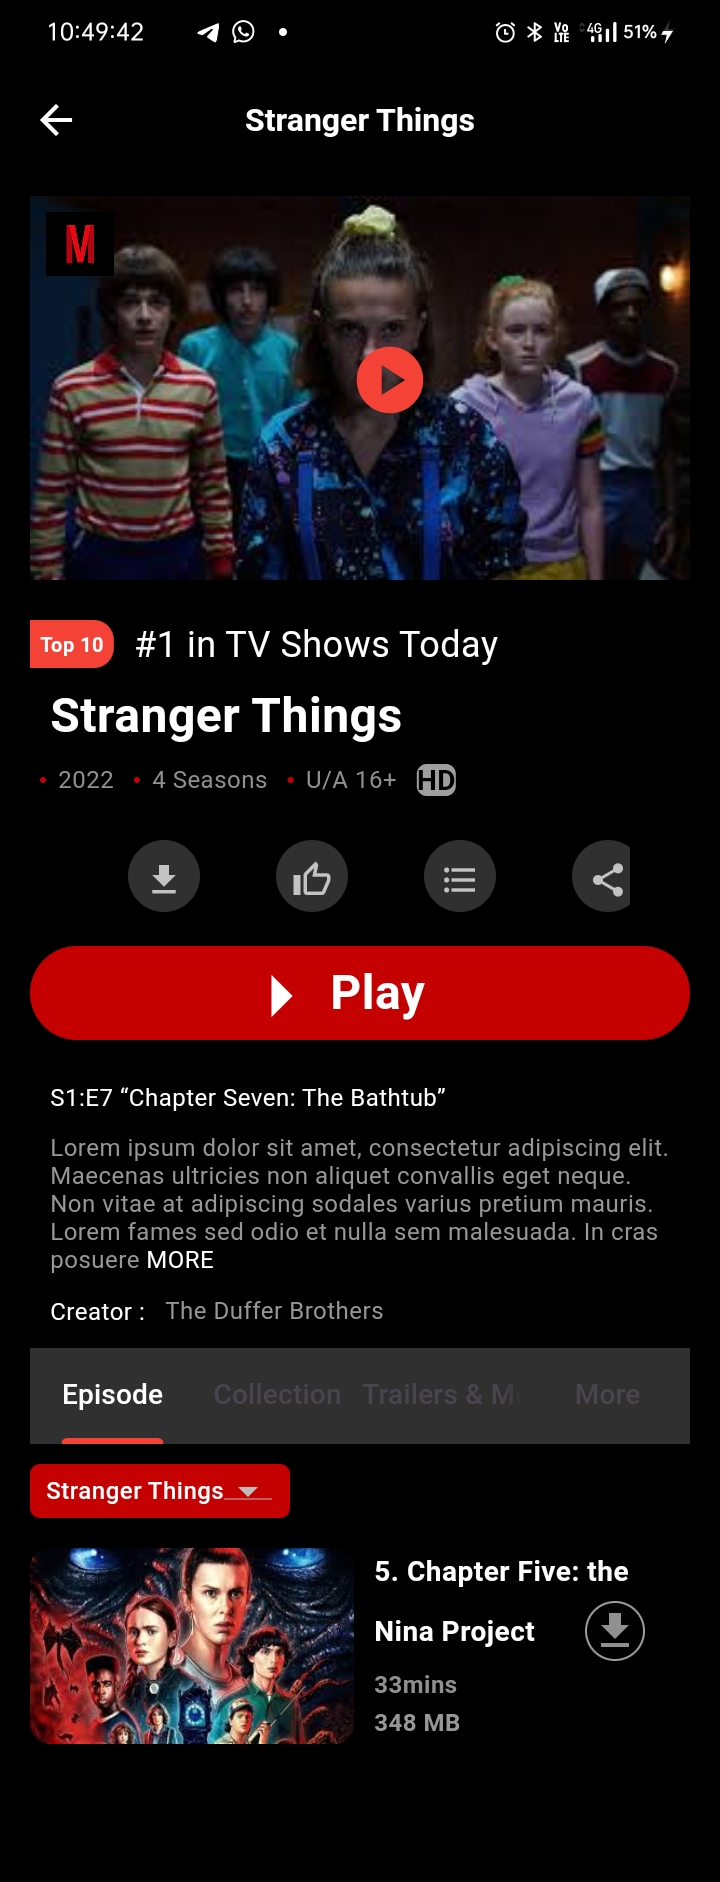 10:49:42
Vo LTE 4G 51%
Stranger Things
M
Top 10 #1 in TV Shows Today
Stranger Things
• 2022 • 4 Seasons • U/A 16+ HD
Play
S1:E7 “Chapter Seven: The Bathtub”
Lorem ipsum dolor sit amet, consectetur adipiscing elit.
Maecenas ultricies non aliquet convallis eget neque.
Non vitae at adipiscing sodales varius pretium mauris.
Lorem fames sed odio et nulla sem malesuada. In cras
posuere MORE
Creator : The Duffer Brothers
Episode Collection Trailers & M More
Stranger Things
5. Chapter Five: the
Nina Project
33mins
348 MB